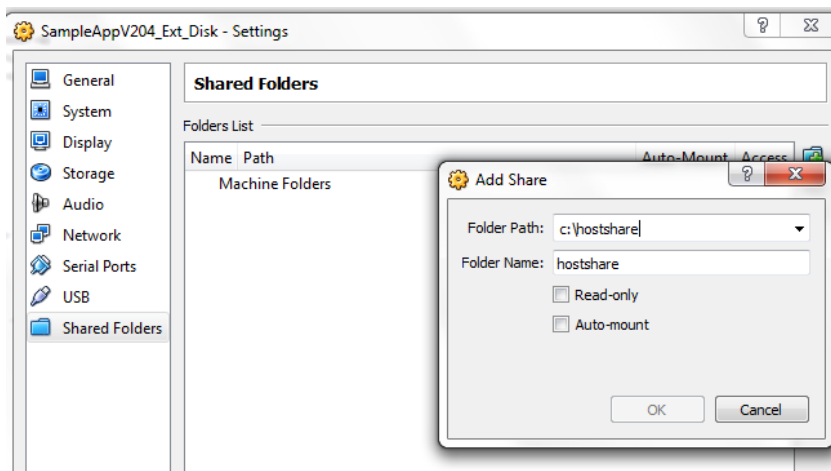 SampleAppV204_Ext_Disk - Settings
General
System
Display
Storage
Audio
Network
Serial Ports
USB
Shared Folders
Shared Folders
Folders List
Name Path Auto-Mount Access
Machine Folders
Add Share
Folder Path: c:\hostshare
Folder Name: hostshare
Read-only
Auto-mount
OK Cancel